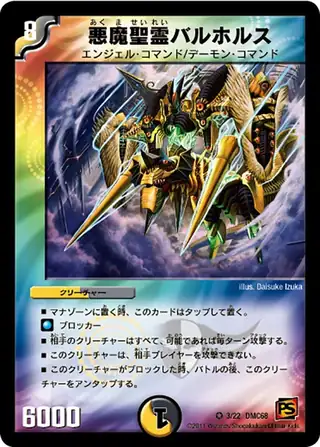 8
あくませいれい
悪魔聖霊バルホルス
エンジェル・コマンド/デーモン・コマンド
illus. Daisuke Izuka
クリーチャー
■ マナゾーンに置く時、このカードはタップして置く。
ブロッカー
■ 相手のクリーチャーはすべて、可能であれば毎ターン攻撃する。
■ このクリーチャーは、相手プレイヤーを攻撃できない。
■ このクリーチャーがブロックした時、バトルの後、このクリーチャーをアンタップする。
6000
1
3/22 DMC68